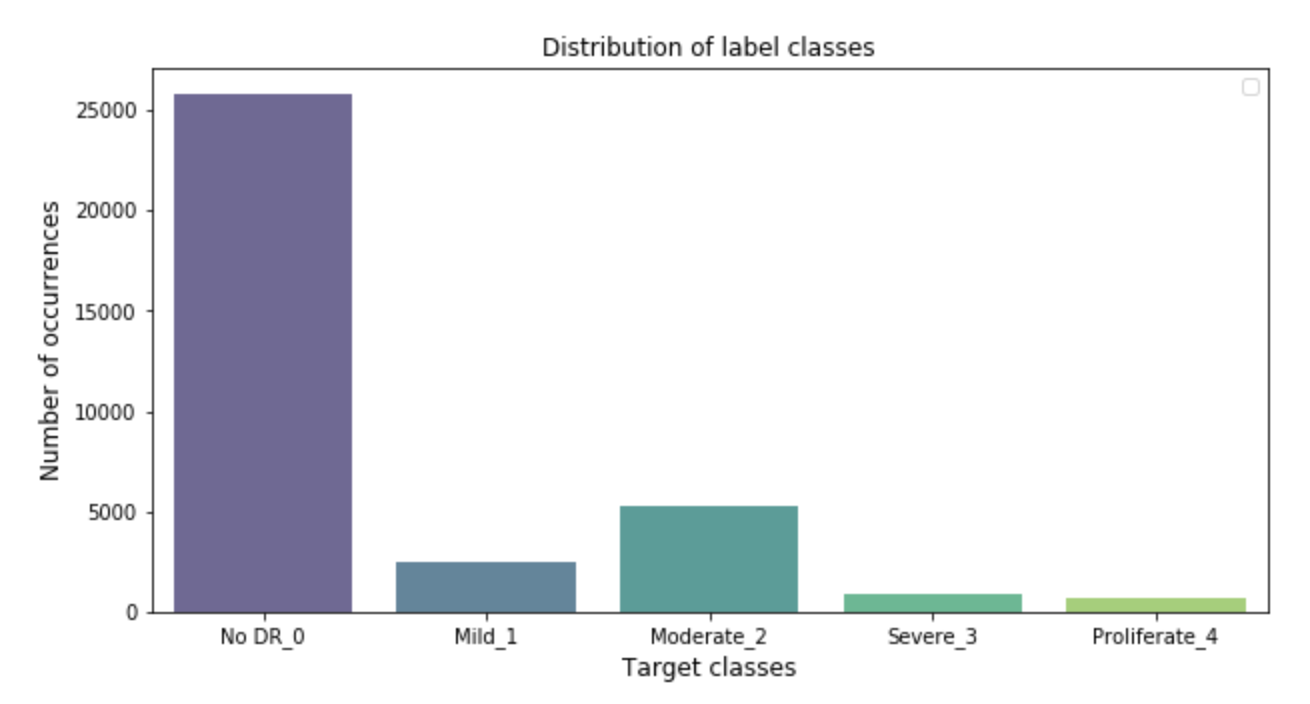 Distribution of label classes
Number of occurrences
25000
20000
15000
10000
5000
0
No DR_0 Mild_1 Moderate_2 Severe_3 Proliferate_4
Target classes